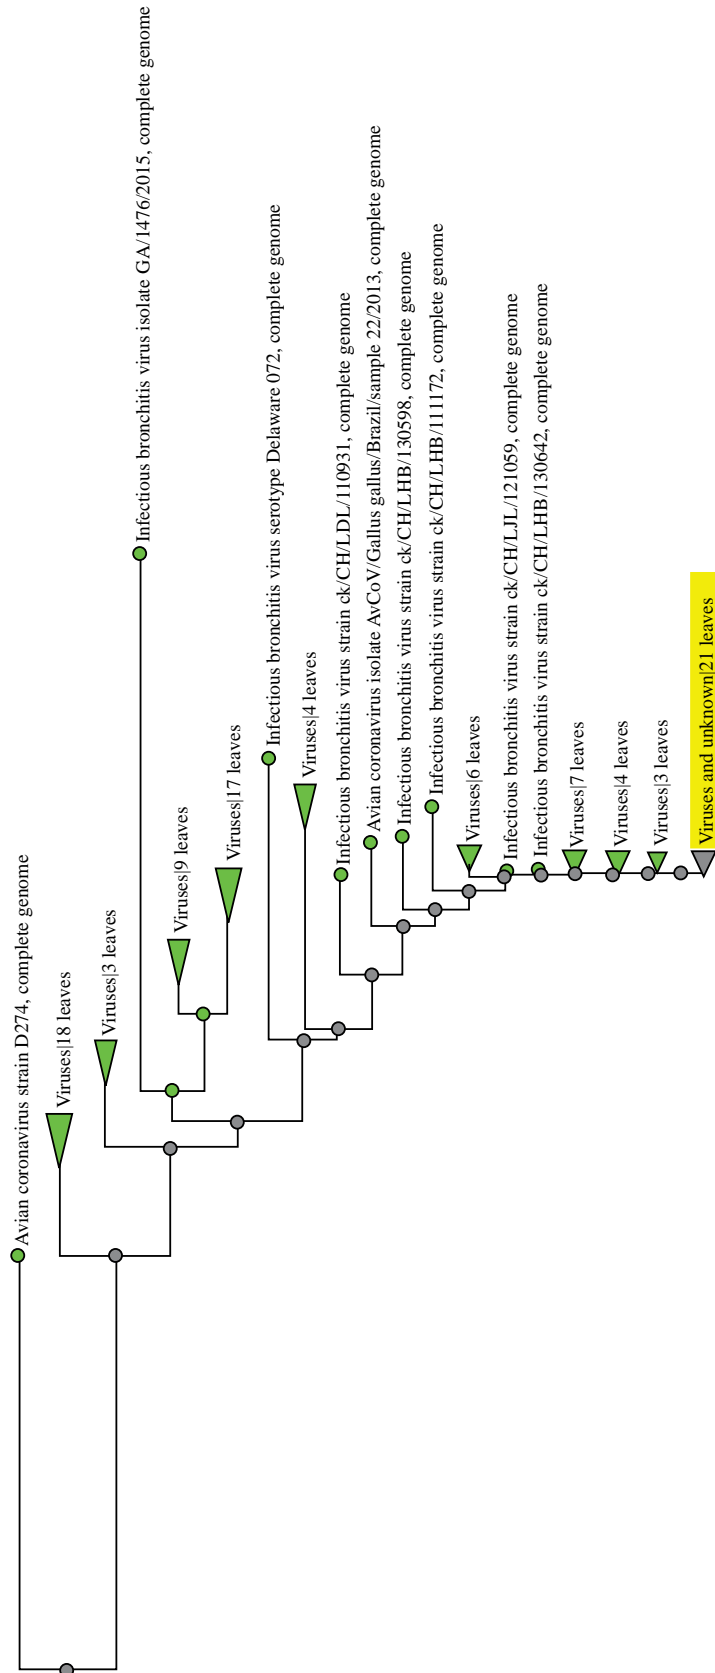 Avian coronavirus strain D274, complete genome
Viruses|18 leaves
Viruses|3 leaves
Infectious bronchitis virus isolate GA/1476/2015, complete genome
Viruses|9 leaves
Viruses|17 leaves
Infectious bronchitis virus serotype Delaware 072, complete genome
Viruses|4 leaves
Infectious bronchitis virus strain ck/CH/LDL/110931, complete genome
Avian coronavirus isolate AvCoV/Gallus gallus/Brazil/sample 22/2013, complete genome
Infectious bronchitis virus strain ck/CH/LHB/130598, complete genome
Infectious bronchitis virus strain ck/CH/LHB/111172, complete genome
Viruses|6 leaves
Infectious bronchitis virus strain ck/CH/LJL/121059, complete genome
Infectious bronchitis virus strain ck/CH/LHB/130642, complete genome
Viruses|7 leaves
Viruses|4 leaves
Viruses|3 leaves
Viruses and unknown|21 leaves